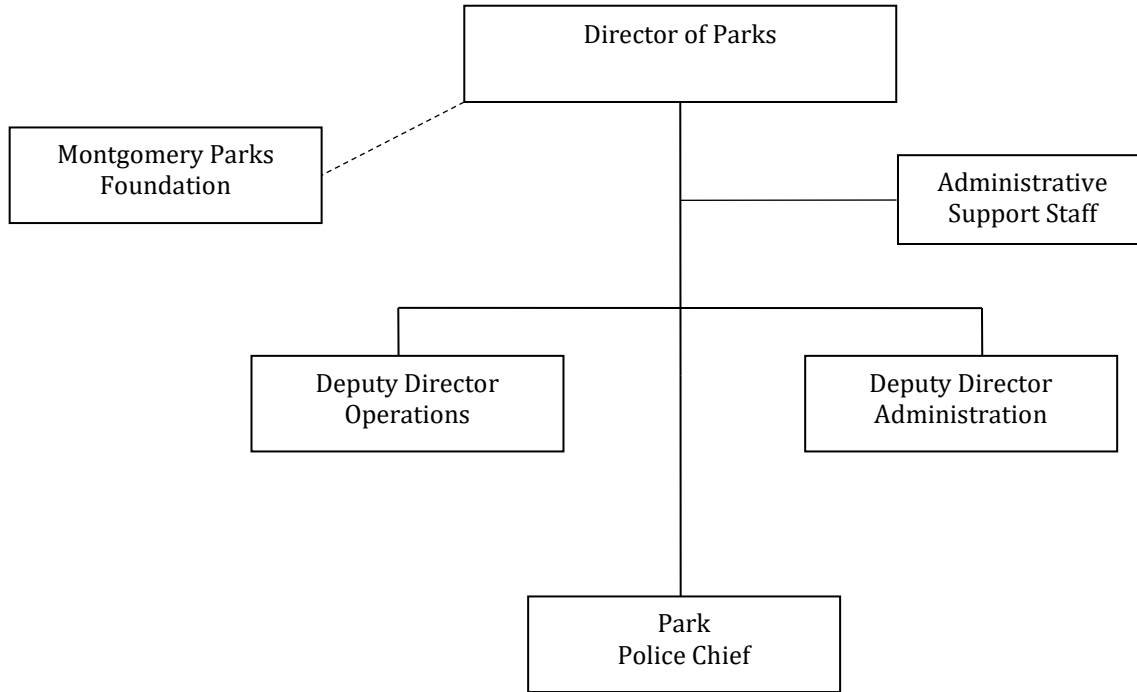 Director of Parks
Montgomery Parks
Foundation
Administrative
Support Staff
Deputy Director
Operations
Deputy Director
Administration
Park
Police Chief